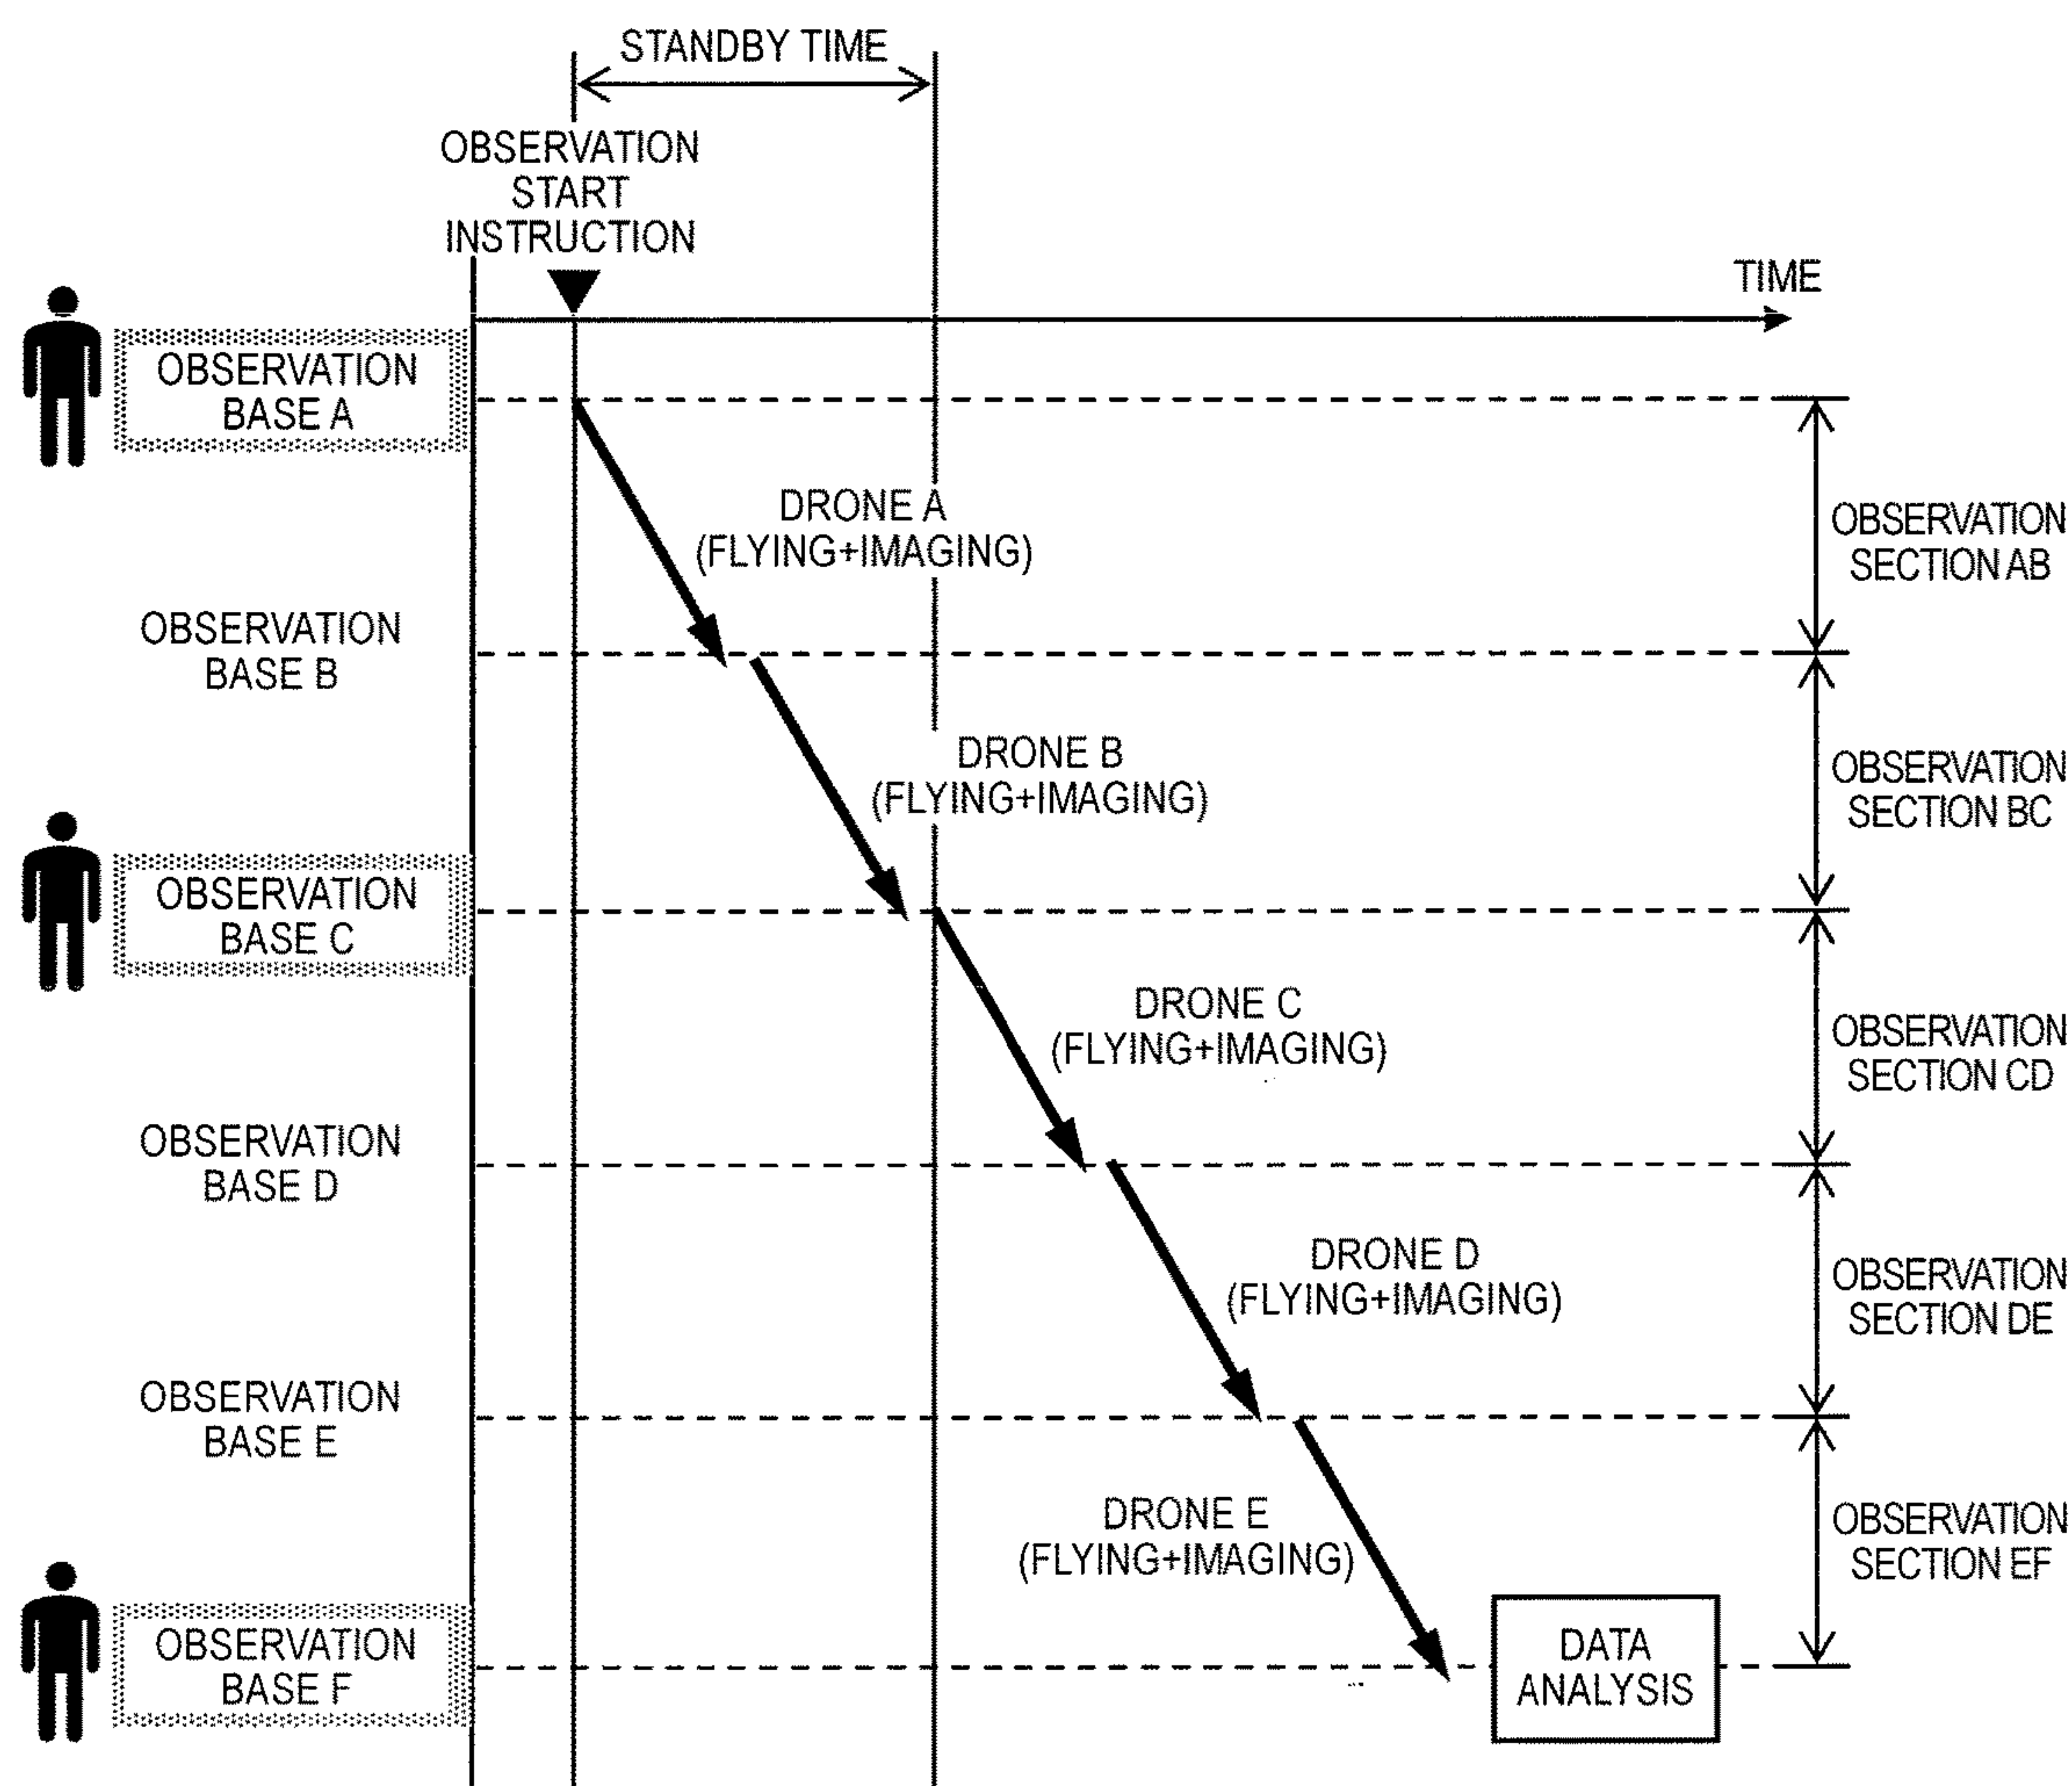 STANDBY TIME
OBSERVATION
START
INSTRUCTION
TIME
OBSERVATION
BASE A
DRONE A
(FLYING+IMAGING)
OBSERVATION
SECTION AB
OBSERVATION
BASE B
DRONE B
(FLYING+IMAGING)
OBSERVATION
SECTION BC
OBSERVATION
BASE C
DRONE C
(FLYING+IMAGING)
OBSERVATION
SECTION CD
OBSERVATION
BASE D
DRONE D
(FLYING+IMAGING)
OBSERVATION
SECTION DE
OBSERVATION
BASE E
DRONE E
(FLYING+IMAGING)
OBSERVATION
SECTION EF
OBSERVATION
BASE F
DATA
ANALYSIS